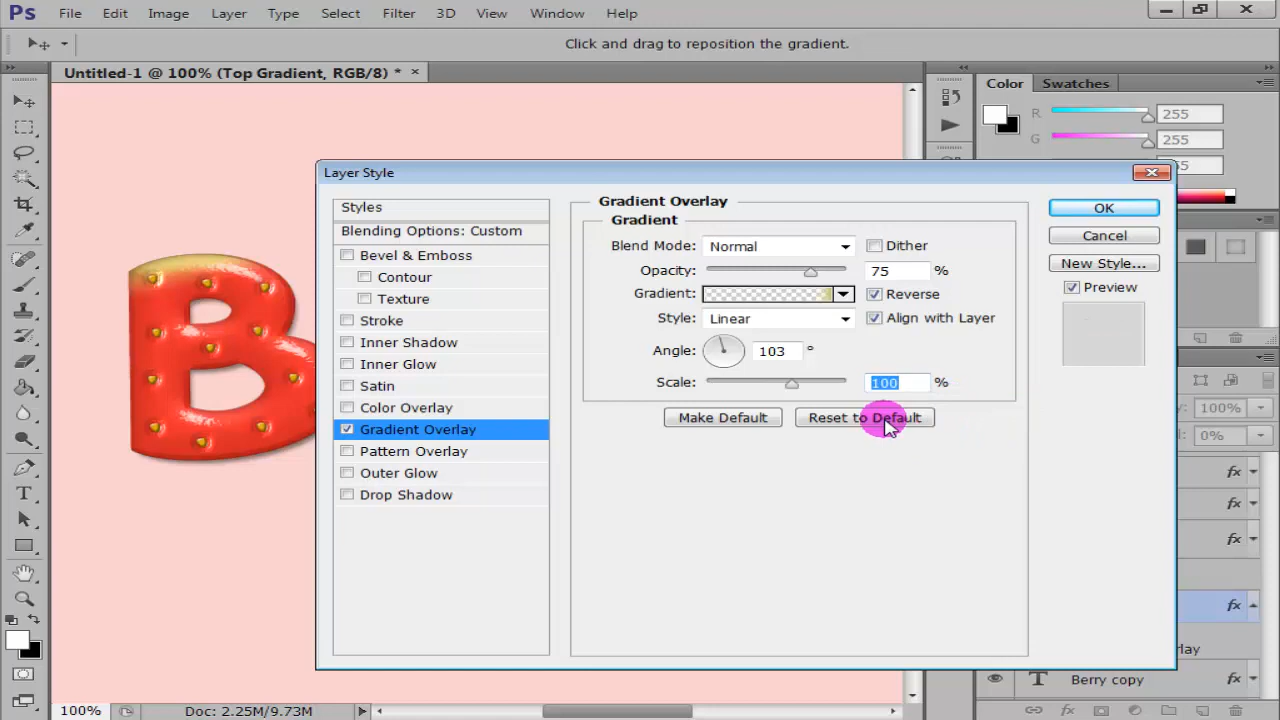 Ps File Edit Image Layer Type Select Filter 3D View Window Help
Click and drag to reposition the gradient.
Untitled-1 @ 100% (Top Gradient, RGB/8) * ×
Color Swatches
R 255
G 255
Layer Style
Styles
Blending Options: Custom
Bevel & Emboss
Contour
Texture
Stroke
Inner Shadow
Inner Glow
Satin
Color Overlay
Gradient Overlay
Pattern Overlay
Outer Glow
Drop Shadow
Gradient Overlay
Gradient
Blend Mode: Normal Dither
Opacity: 75 %
Gradient: Reverse
Style: Linear Align with Layer
Angle: 103 °
Scale: 100 %
Make Default Reset to Default
OK
Cancel
New Style...
Preview
100%
0%
fx
fx
fx
fx
Berry copy fx
B
100% Doc: 2.25M/9.73M